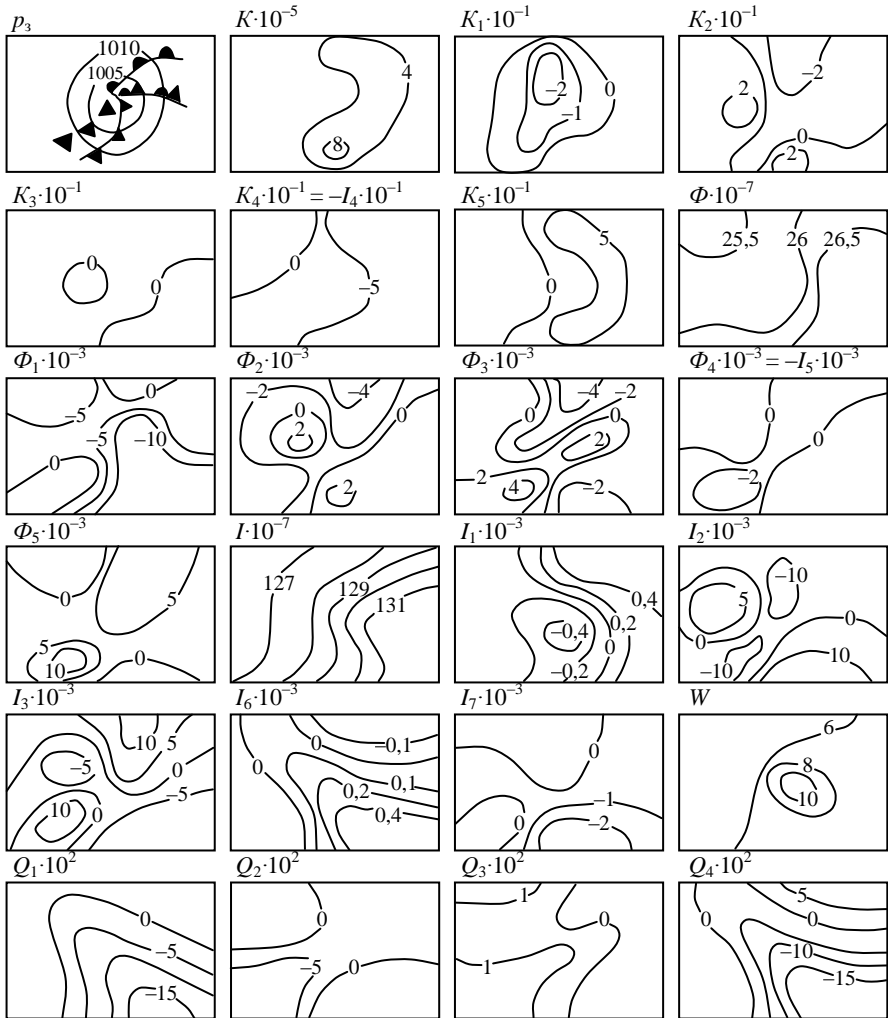 p₃ K·10⁻⁵ K₁·10⁻¹ K₂·10⁻¹
1010 1005 4 8 0 −2 −1 −2 2 0 2
K₃·10⁻¹ K₄·10⁻¹ = −I₄·10⁻¹ K₅·10⁻¹ Φ·10⁻⁷
0 0 0 −5 5 0 25,5 26 26,5
Φ₁·10⁻³ Φ₂·10⁻³ Φ₃·10⁻³ Φ₄·10⁻³ = −I₅·10⁻³
0 −5 −5 −10 0 −2 −4 0 0 2 2 −4 −2 0 0 2 2 4 −2 0 0 −2
Φ₅·10⁻³ I·10⁻⁷ I₁·10⁻³ I₂·10⁻³
0 5 5 10 0 127 129 131 0,4 0,2 −0,4 0 −0,2 −10 5 0 0 −10 10
I₃·10⁻³ I₆·10⁻³ I₇·10⁻³ W
10 5 −5 0 −5 10 0 0 0 −0,1 0,1 0,2 0,4 0 −1 0 −2 6 8 10
Q₁·10² Q₂·10² Q₃·10² Q₄·10²
0 −5 −15 0 −5 0 1 0 1 5 0 0 −10 −15